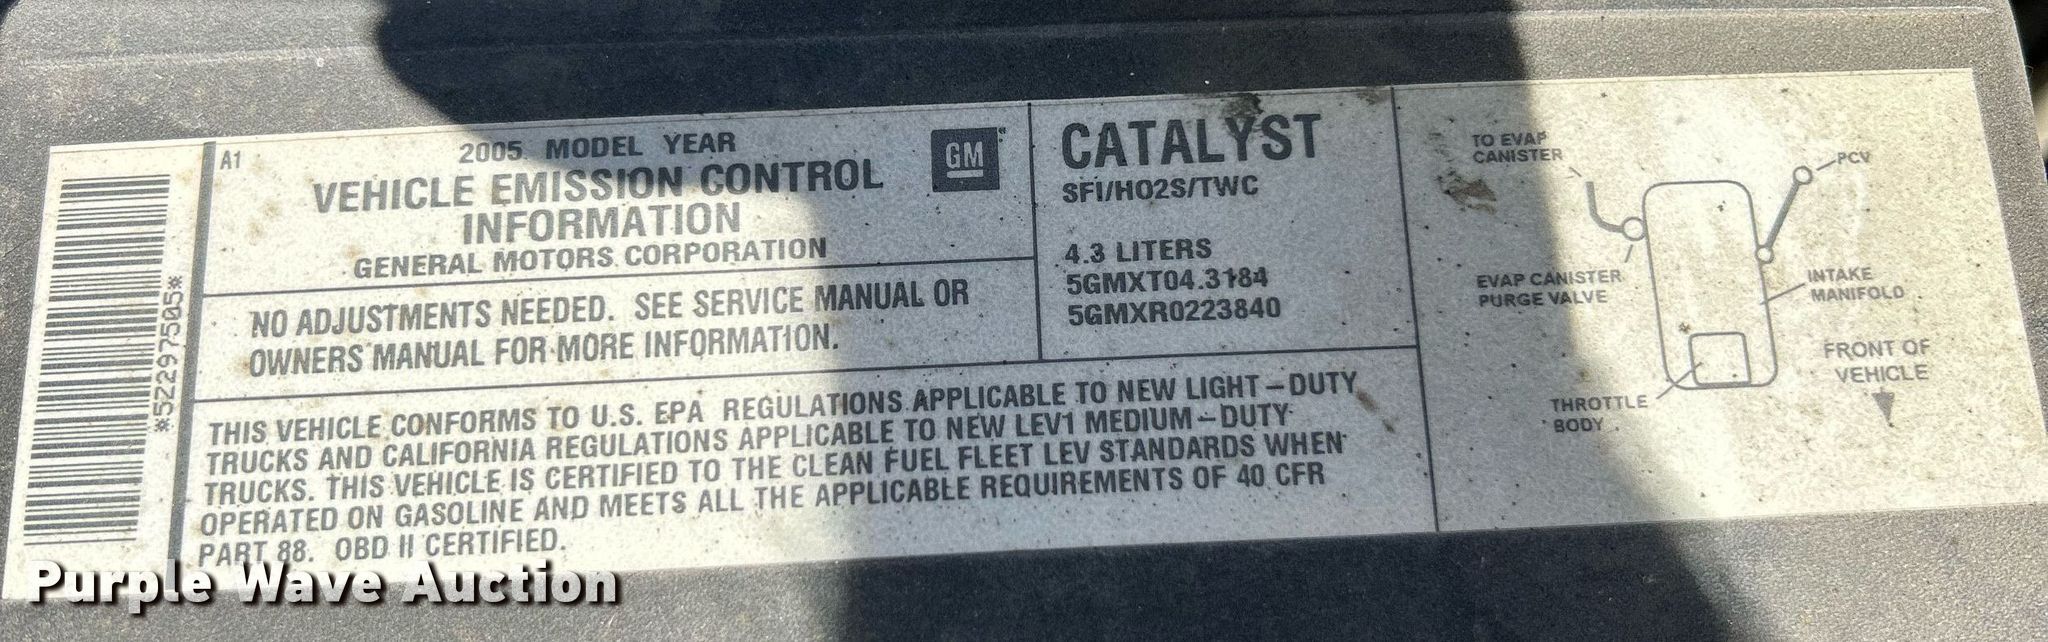 *52297505*
A1
2005 MODEL YEAR
VEHICLE EMISSION CONTROL
INFORMATION
GENERAL MOTORS CORPORATION
GM
NO ADJUSTMENTS NEEDED. SEE SERVICE MANUAL OR
OWNERS MANUAL FOR MORE INFORMATION.
CATALYST
SFI/HO2S/TWC
4.3 LITERS
5GMXT04.3184
5GMXR0223840
THIS VEHICLE CONFORMS TO U.S. EPA REGULATIONS APPLICABLE TO NEW LIGHT-DUTY
TRUCKS AND CALIFORNIA REGULATIONS APPLICABLE TO NEW LEV1 MEDIUM-DUTY
TRUCKS. THIS VEHICLE IS CERTIFIED TO THE CLEAN FUEL FLEET LEV STANDARDS WHEN
OPERATED ON GASOLINE AND MEETS ALL THE APPLICABLE REQUIREMENTS OF 40 CFR
PART 88. OBD II CERTIFIED.
TO EVAP
CANISTER
PCV
EVAP CANISTER
PURGE VALVE
INTAKE
MANIFOLD
FRONT OF
VEHICLE
THROTTLE
BODY
Purple Wave Auction